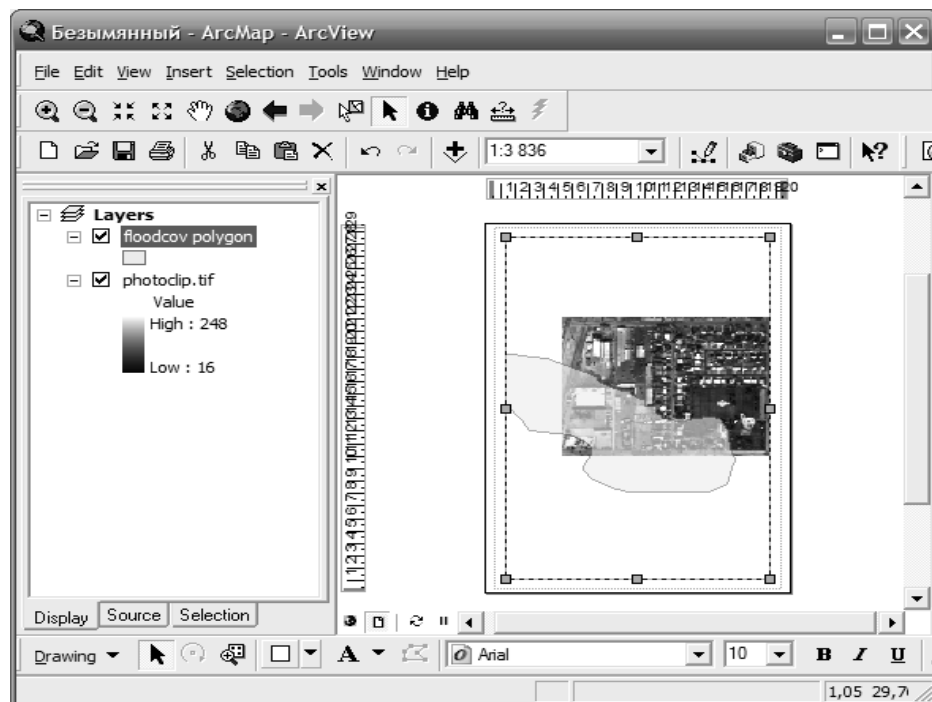 Безымянный - ArcMap - ArcView
File Edit View Insert Selection Tools Window Help
1:3 836
Layers
floodcov polygon
photoclip.tif
Value
High : 248
Low : 16
Display Source Selection
Drawing A Arial 10 B I U
1,05 29,7